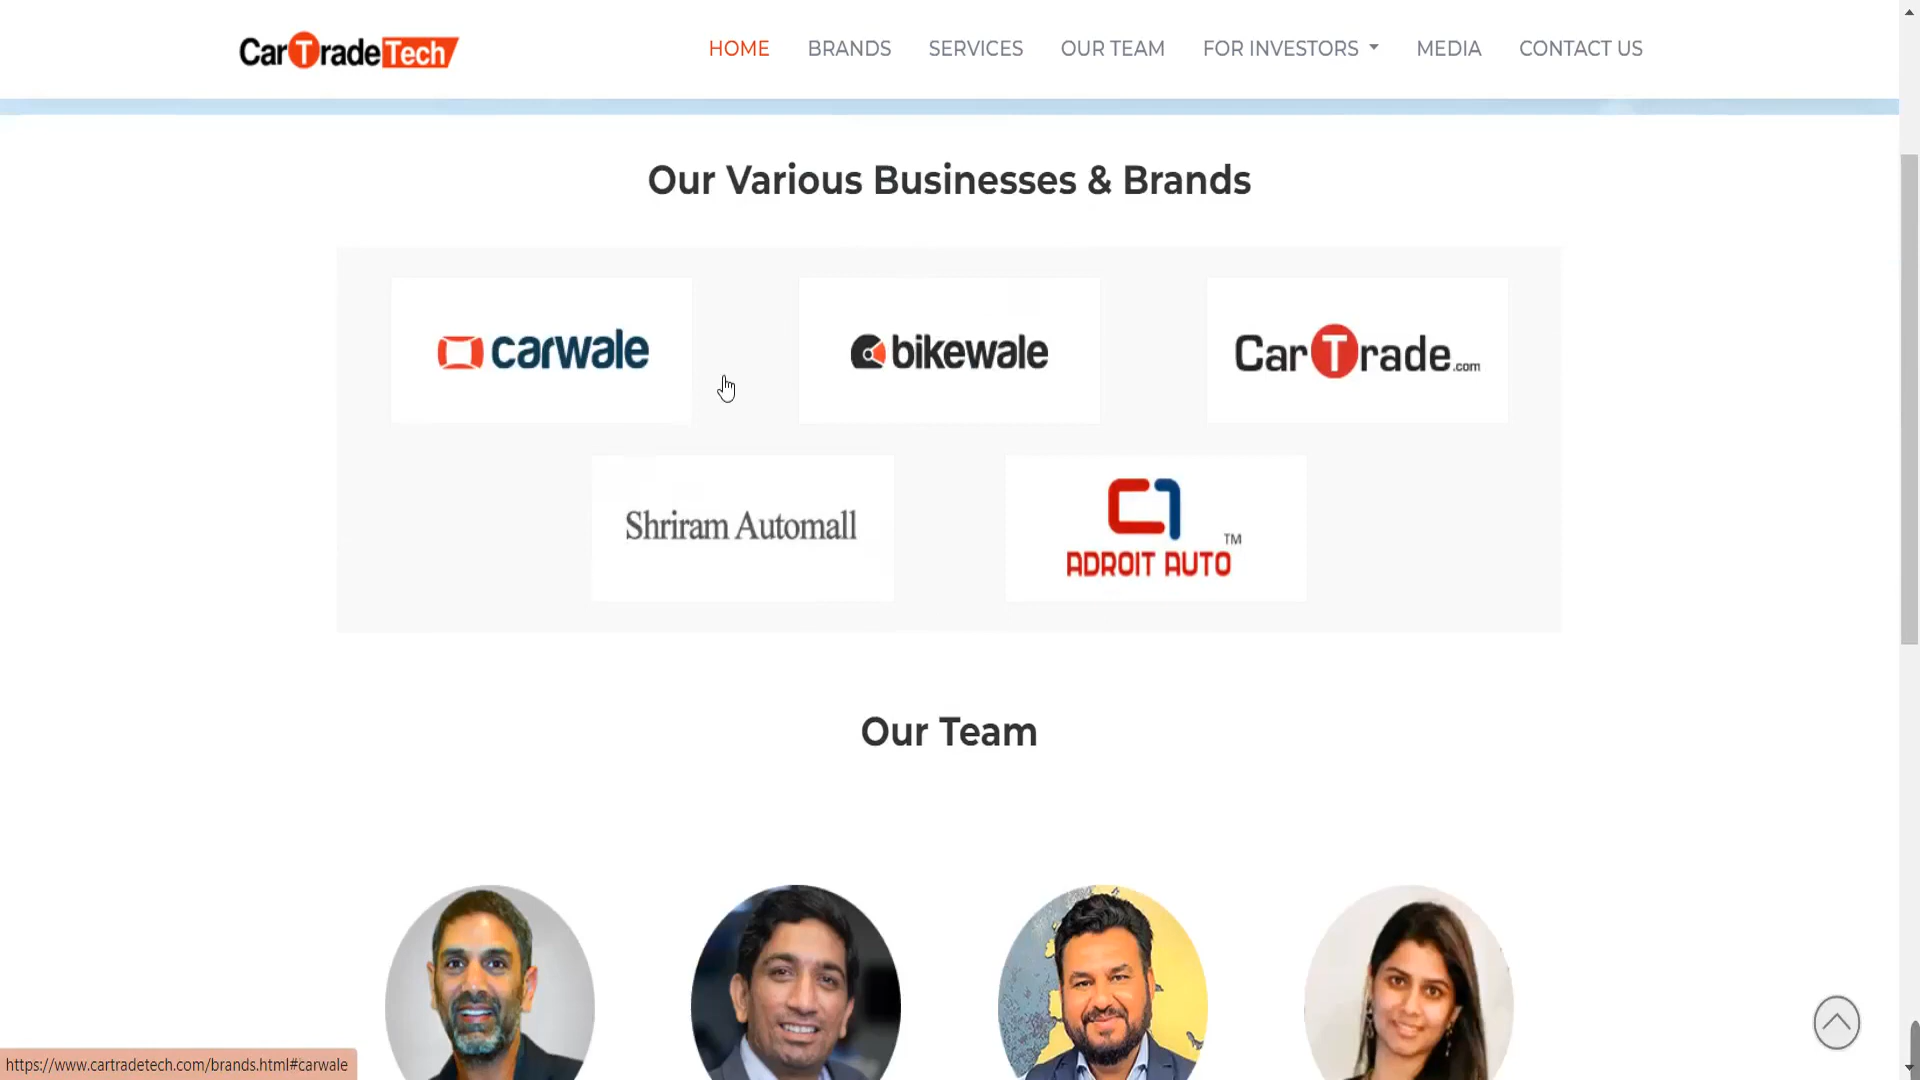 CarTradeTech
HOME BRANDS SERVICES OUR TEAM FOR INVESTORS MEDIA CONTACT US
Our Various Businesses & Brands
carwale bikewale CarTrade.com
Shriram Automall ADROIT AUTO TM
Our Team
https://www.cartradetech.com/brands.html#carwale